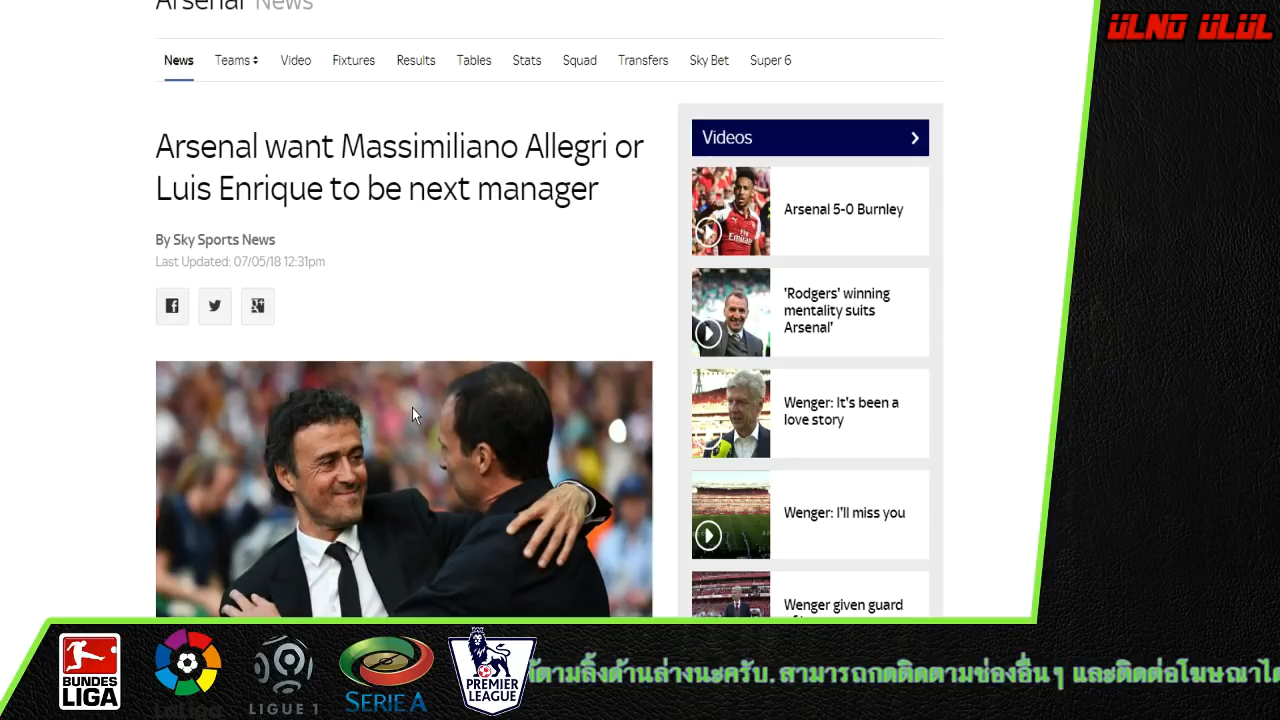 Arsenal News
News Teams Video Fixtures Results Tables Stats Squad Transfers Sky Bet Super 6
Arsenal want Massimiliano Allegri or
Luis Enrique to be next manager
By Sky Sports News
Last Updated: 07/05/18 12:31pm
Videos
Arsenal 5-0 Burnley
'Rodgers' winning
mentality suits
Arsenal'
Wenger: It's been a
love story
Wenger: I'll miss you
Wenger given guard
BUNDES
LIGA
LaLiga
LIGUE 1
SERIE A
PREMIER
LEAGUE
ตามลิ้งด้านล่างนะครับ. สามารถกดติดตามช่องอื่นๆ และติดต่อโฆษณาได้